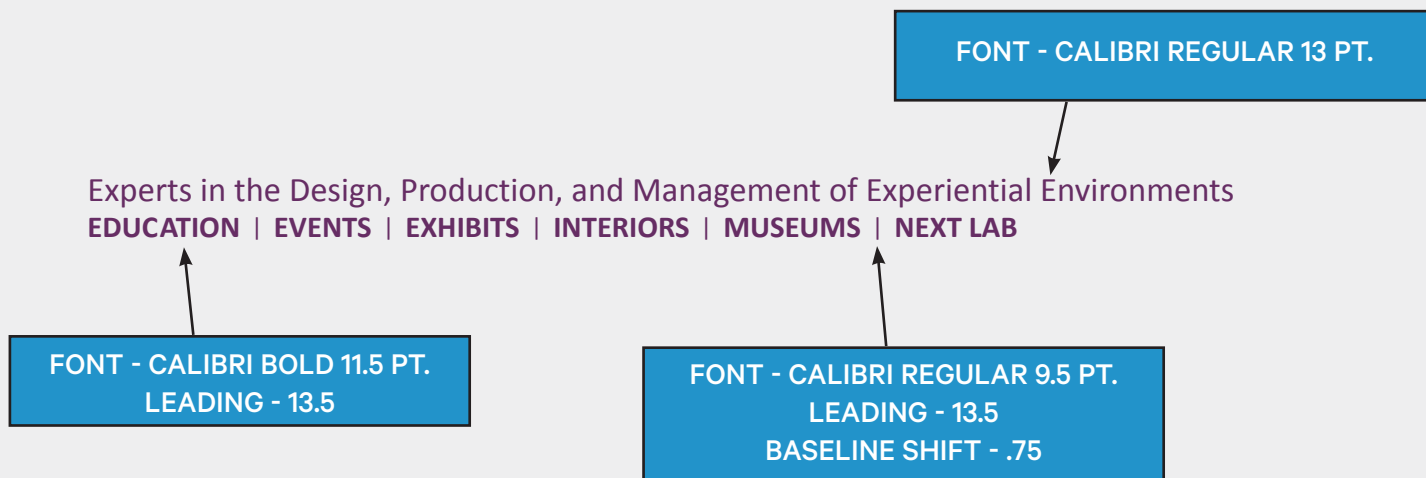 FONT - CALIBRI REGULAR 13 PT.
Experts in the Design, Production, and Management of Experiential Environments
EDUCATION | EVENTS | EXHIBITS | INTERIORS | MUSEUMS | NEXT LAB
FONT - CALIBRI BOLD 11.5 PT.
LEADING - 13.5
FONT - CALIBRI REGULAR 9.5 PT.
LEADING - 13.5
BASELINE SHIFT - .75